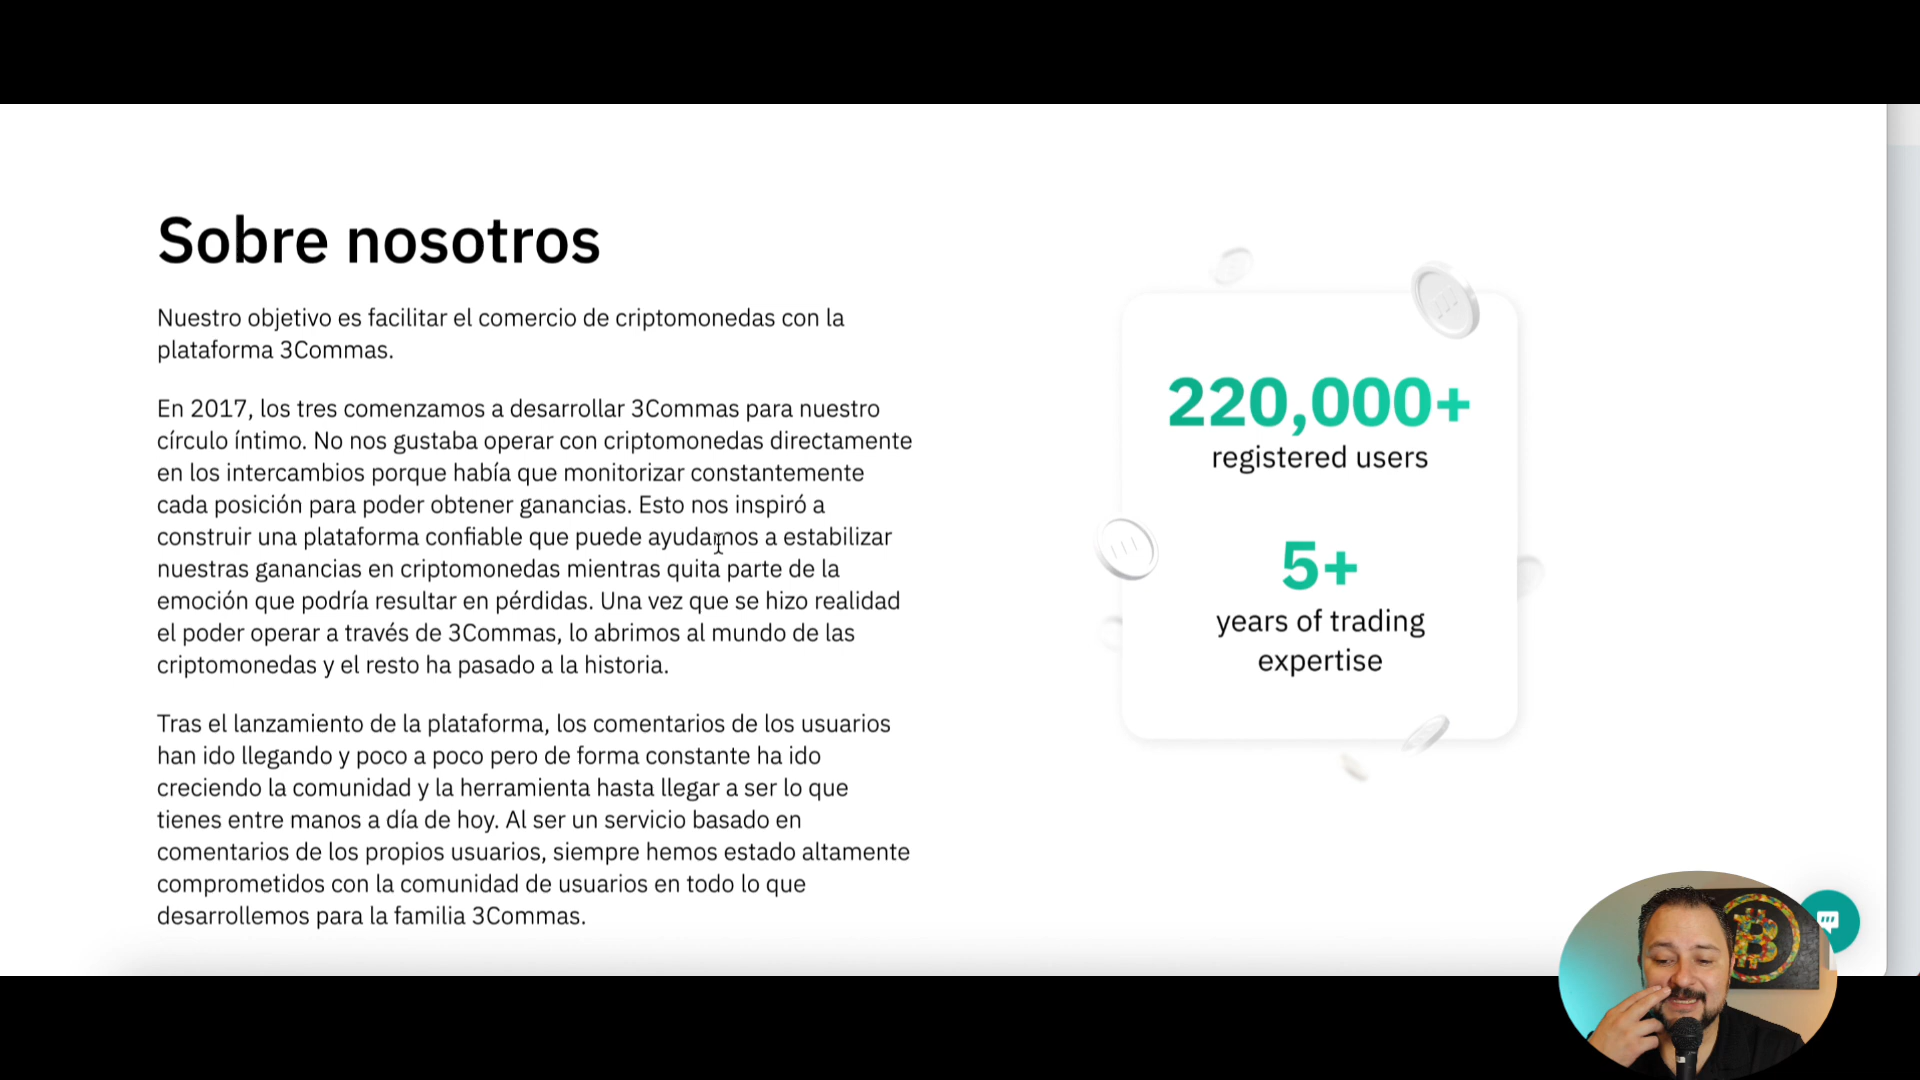 Sobre nosotros
Nuestro objetivo es facilitar el comercio de criptomonedas con la
plataforma 3Commas.
En 2017, los tres comenzamos a desarrollar 3Commas para nuestro
círculo íntimo. No nos gustaba operar con criptomonedas directamente
en los intercambios porque había que monitorizar constantemente
cada posición para poder obtener ganancias. Esto nos inspiró a
construir una plataforma confiable que puede ayudarnos a estabilizar
nuestras ganancias en criptomonedas mientras quita parte de la
emoción que podría resultar en pérdidas. Una vez que se hizo realidad
el poder operar a través de 3Commas, lo abrimos al mundo de las
criptomonedas y el resto ha pasado a la historia.
Tras el lanzamiento de la plataforma, los comentarios de los usuarios
han ido llegando y poco a poco pero de forma constante ha ido
creciendo la comunidad y la herramienta hasta llegar a ser lo que
tienes entre manos a día de hoy. Al ser un servicio basado en
comentarios de los propios usuarios, siempre hemos estado altamente
comprometidos con la comunidad de usuarios en todo lo que
desarrollemos para la familia 3Commas.
220,000+
registered users
5+
years of trading
expertise